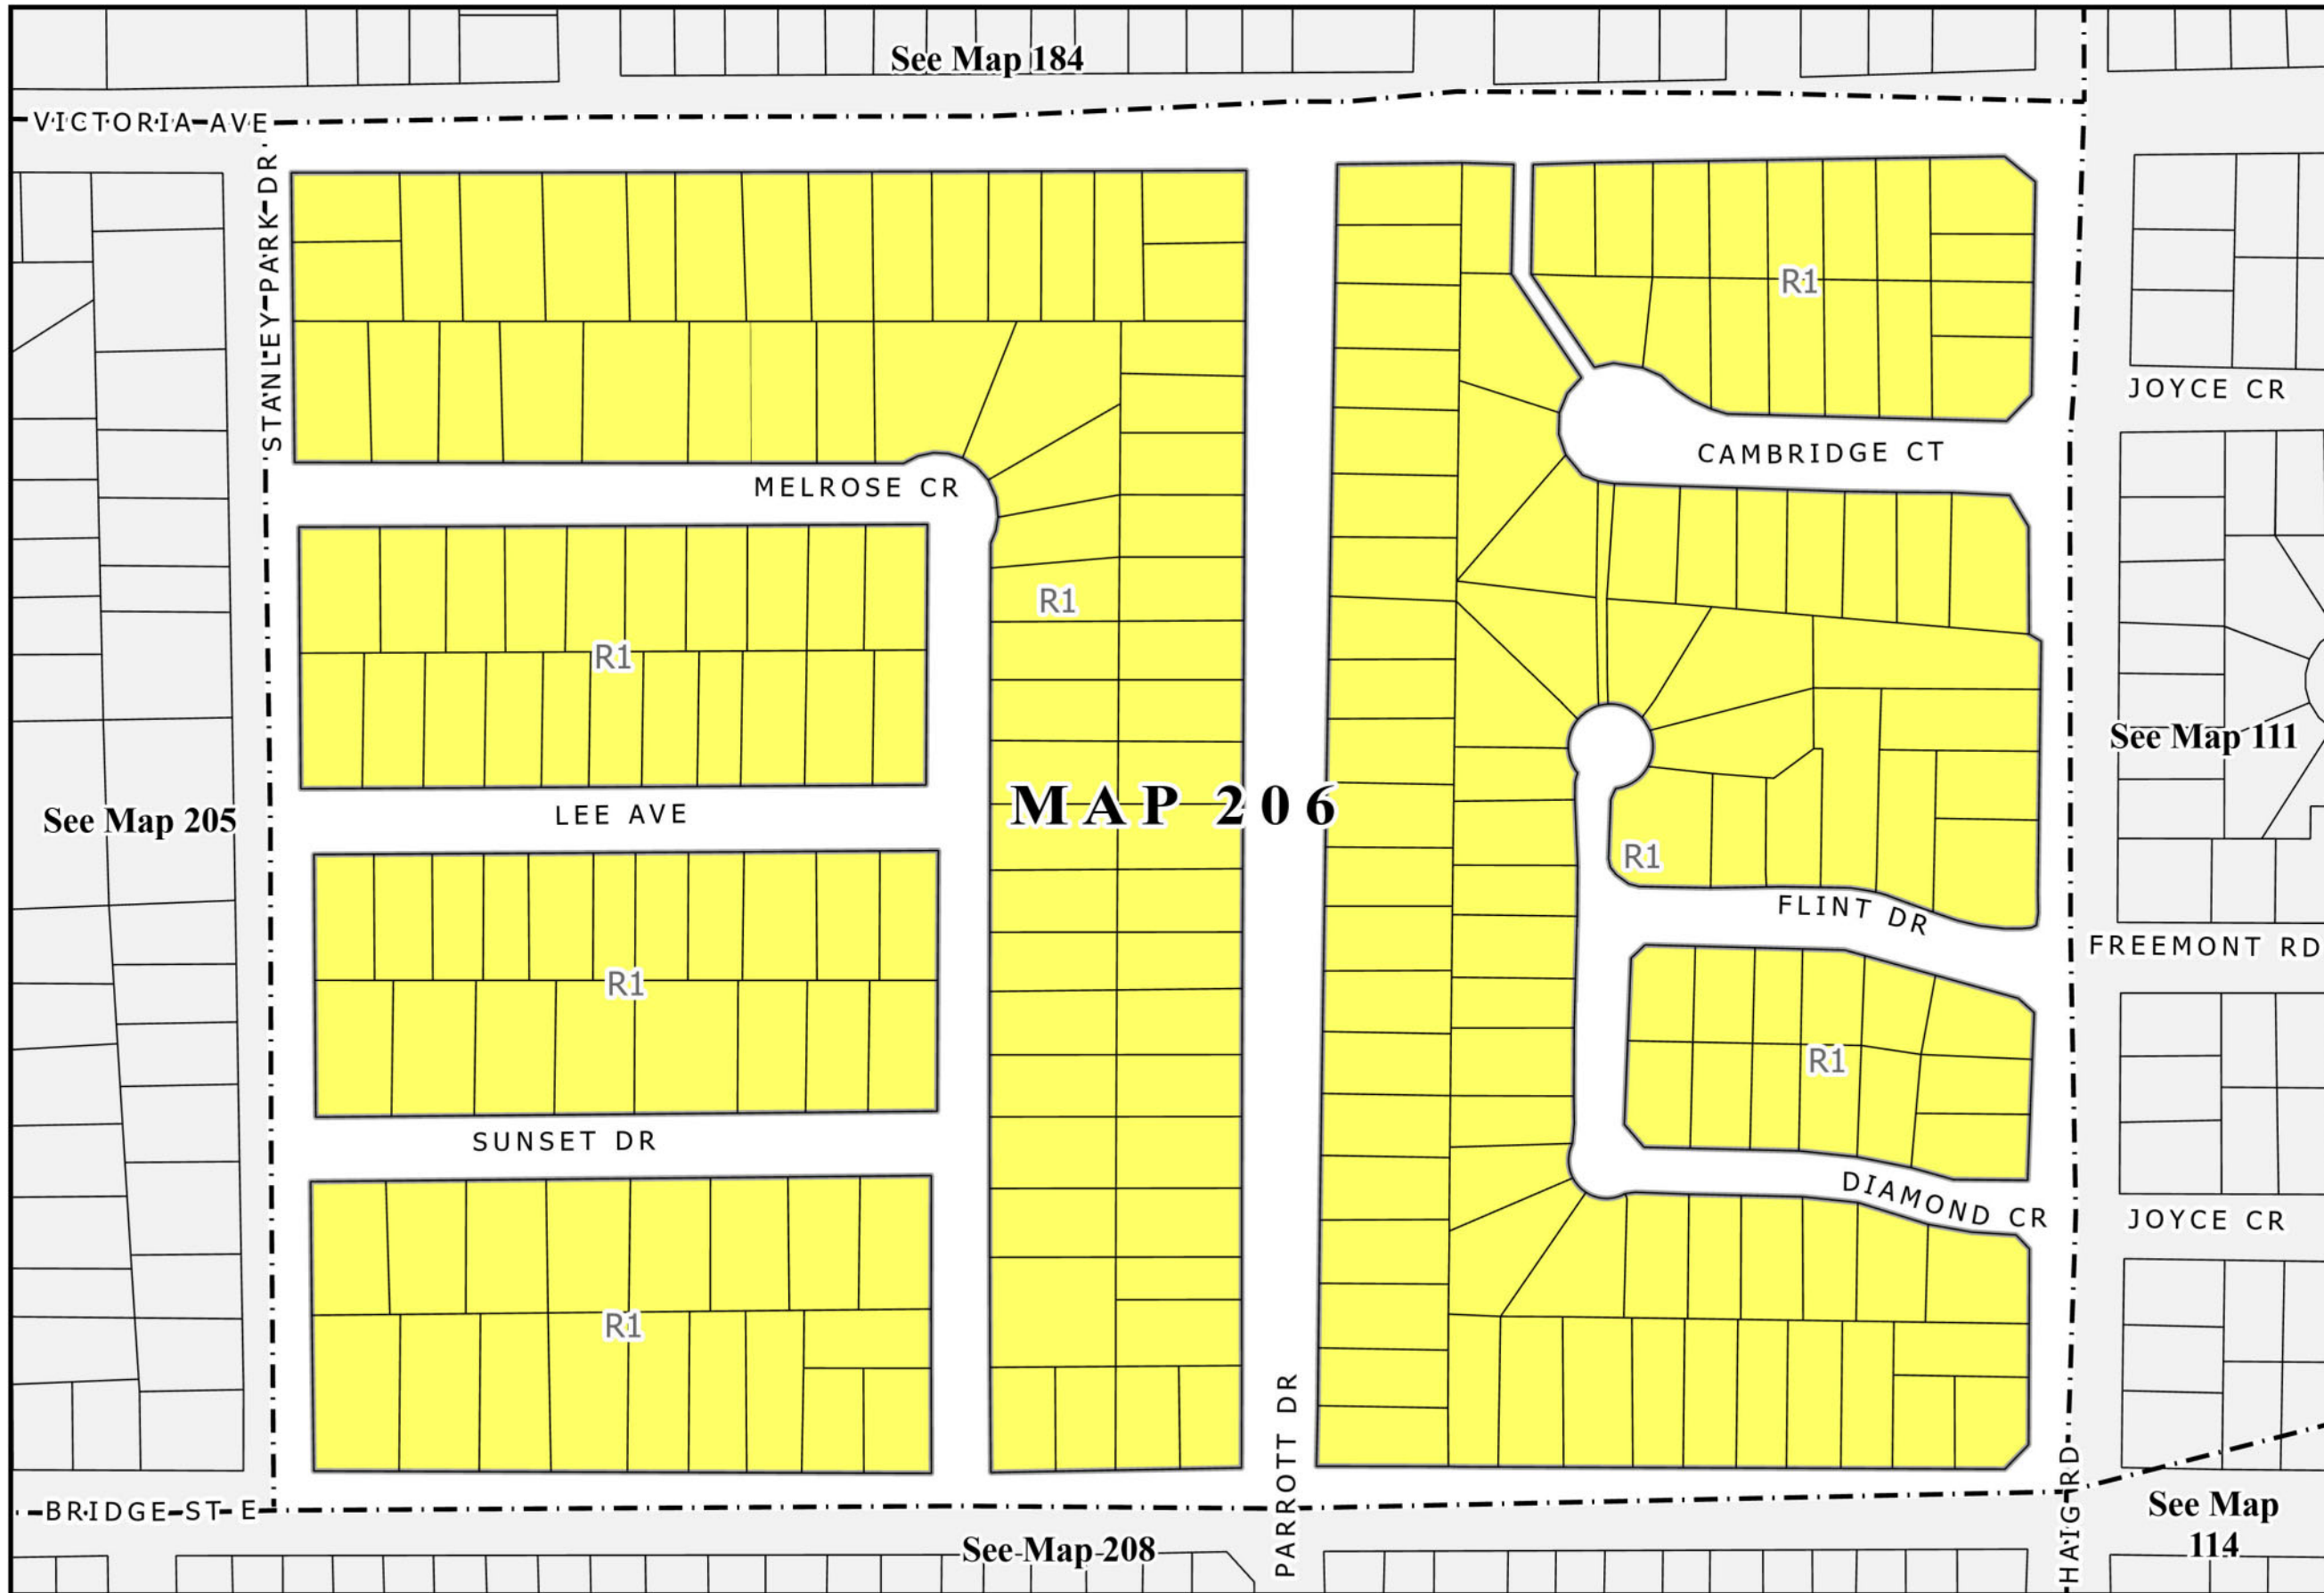 See Map 184
VICTORIA AVE
STANLEY PARK DR
R1
JOYCE CR
CAMBRIDGE CT
MELROSE CR
R1
R1
See Map 111
See Map 205
LEE AVE
MAP 206
R1
FLINT DR
FREEMONT RD
R1
R1
SUNSET DR
DIAMOND CR
JOYCE CR
R1
PARROTT DR
HAIG RD
BRIDGE ST E
See Map 208
See Map
114